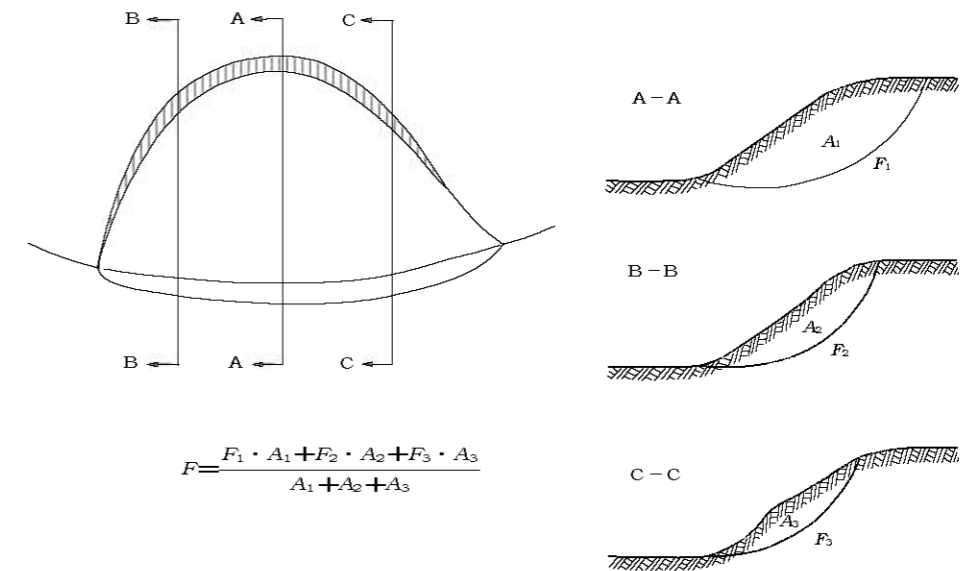 B A C
B A C
F=(F₁ · A₁+F₂ · A₂+F₃ · A₃)/(A₁+A₂+A₃)
A－A
A₁
F₁
B－B
A₂
F₂
C－C
A₃
F₃